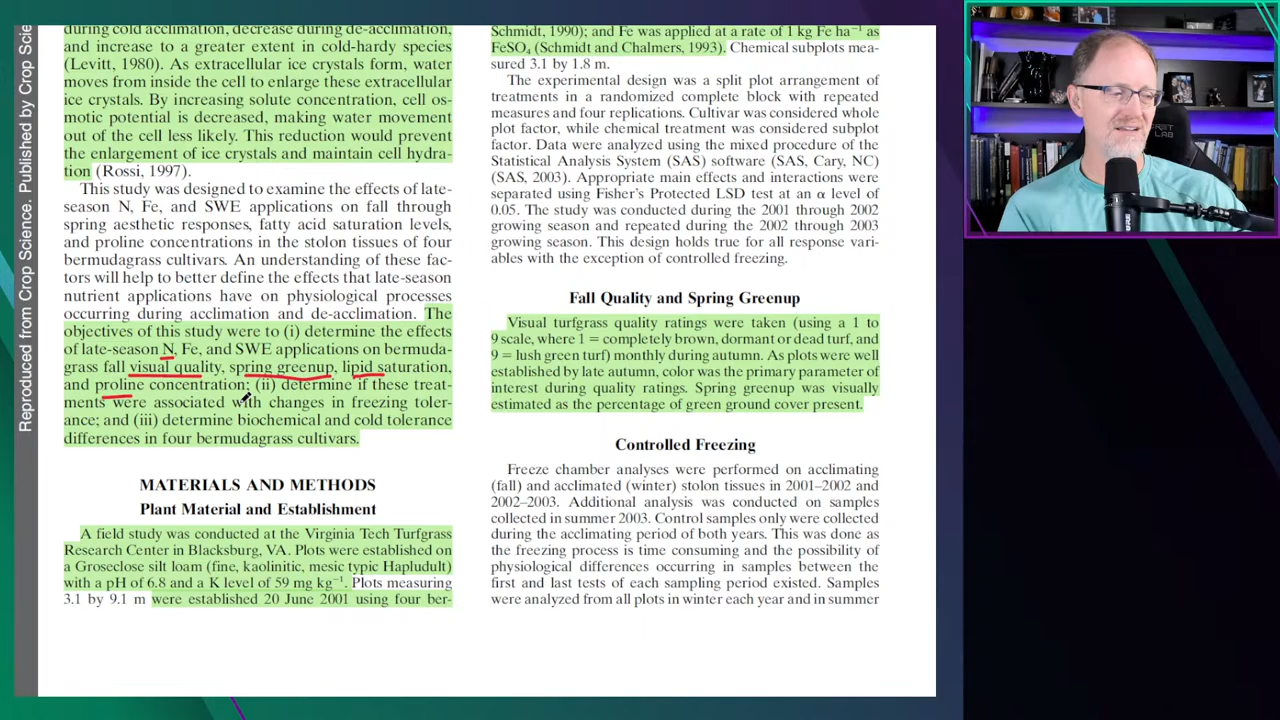 Reproduced from Crop Science. Published by Crop Scie
during cold acclimation, decrease during de-acclimation,
and increase to a greater extent in cold-hardy species
(Levitt, 1980). As extracellular ice crystals form, water
moves from inside the cell to enlarge these extracellular
ice crystals. By increasing solute concentration, cell os-
motic potential is decreased, making water movement
out of the cell less likely. This reduction would prevent
the enlargement of ice crystals and maintain cell hydra-
tion (Rossi, 1997).
This study was designed to examine the effects of late-
season N, Fe, and SWE applications on fall through
spring aesthetic responses, fatty acid saturation levels,
and proline concentrations in the stolon tissues of four
bermudagrass cultivars. An understanding of these fac-
tors will help to better define the effects that late-season
nutrient applications have on physiological processes
occurring during acclimation and de-acclimation. The
objectives of this study were to (i) determine the effects
of late-season N, Fe, and SWE applications on bermuda-
grass fall visual quality, spring greenup, lipid saturation,
and proline concentration; (ii) determine if these treat-
ments were associated with changes in freezing toler-
ance; and (iii) determine biochemical and cold tolerance
differences in four bermudagrass cultivars.
MATERIALS AND METHODS
Plant Material and Establishment
A field study was conducted at the Virginia Tech Turfgrass
Research Center in Blacksburg, VA. Plots were established on
a Groseclose silt loam (fine, kaolinitic, mesic typic Hapludult)
with a pH of 6.8 and a K level of 59 mg kg⁻¹. Plots measuring
3.1 by 9.1 m were established 20 June 2001 using four ber-
Schmidt, 1990); and Fe was applied at a rate of 1 kg Fe ha⁻¹ as
FeSO₄ (Schmidt and Chalmers, 1993). Chemical subplots mea-
sured 3.1 by 1.8 m.
The experimental design was a split plot arrangement of
treatments in a randomized complete block with repeated
measures and four replications. Cultivar was considered whole
plot factor, while chemical treatment was considered subplot
factor. Data were analyzed using the mixed procedure of the
Statistical Analysis System (SAS) software (SAS, Cary, NC)
(SAS, 2003). Appropriate main effects and interactions were
separated using Fisher's Protected LSD test at an α level of
0.05. The study was conducted during the 2001 through 2002
growing season and repeated during the 2002 through 2003
growing season. This design holds true for all response vari-
ables with the exception of controlled freezing.
Fall Quality and Spring Greenup
Visual turfgrass quality ratings were taken (using a 1 to
9 scale, where 1 = completely brown, dormant or dead turf, and
9 = lush green turf) monthly during autumn. As plots were well
established by late autumn, color was the primary parameter of
interest during quality ratings. Spring greenup was visually
estimated as the percentage of green ground cover present.
Controlled Freezing
Freeze chamber analyses were performed on acclimating
(fall) and acclimated (winter) stolon tissues in 2001–2002 and
2002–2003. Additional analysis was conducted on samples
collected in summer 2003. Control samples only were collected
during the acclimating period of both years. This was done as
the freezing process is time consuming and the possibility of
physiological differences occurring in samples between the
first and last tests of each sampling period existed. Samples
were analyzed from all plots in winter each year and in summer